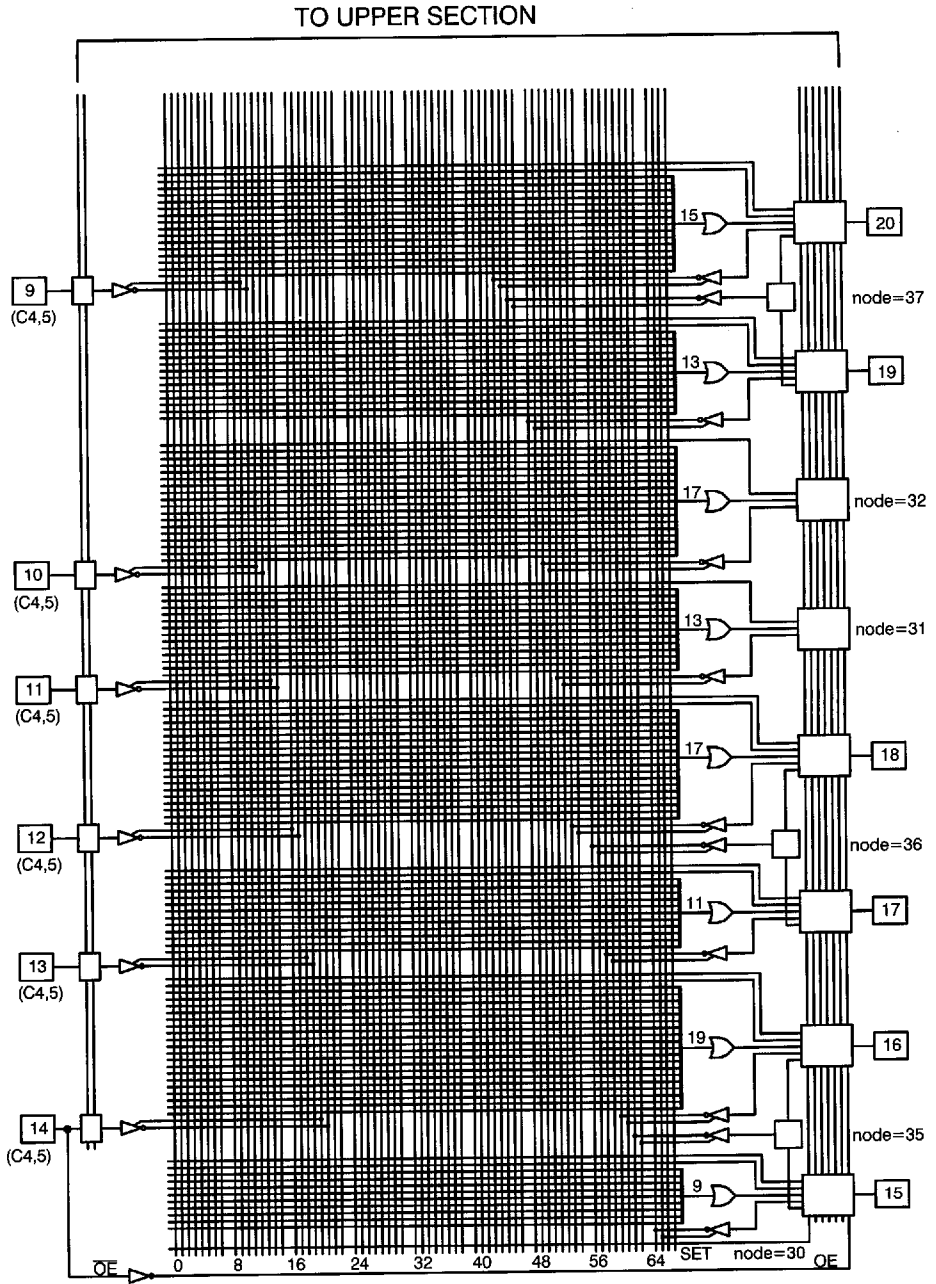 TO UPPER SECTION
15
20
9
(C4,5)
node=37
13
19
17
node=32
10
(C4,5)
13
node=31
11
(C4,5)
17
18
12
(C4,5)
node=36
11
17
13
(C4,5)
19
16
14
(C4,5)
node=35
9
15
OE 0 8 16 24 32 40 48 56 64 SET node=30 OE